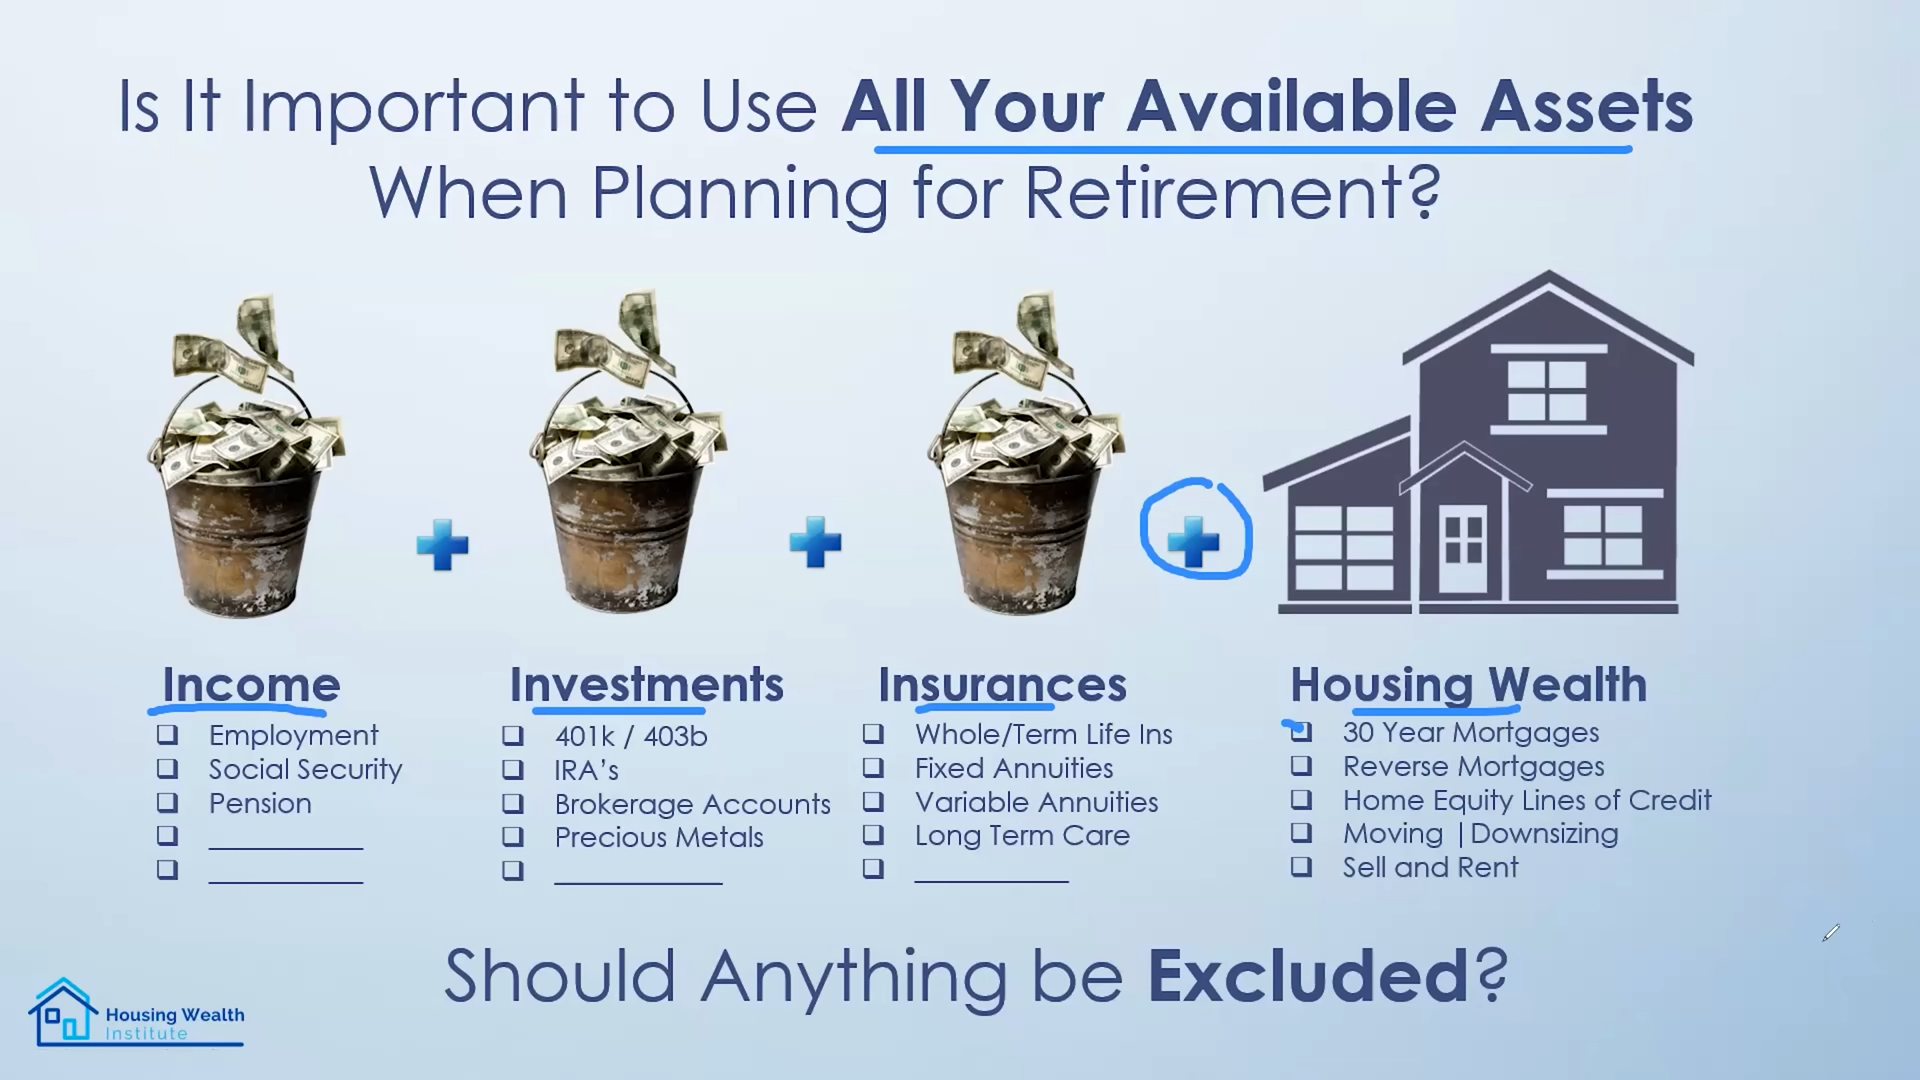 Is It Important to Use All Your Available Assets
When Planning for Retirement?
Income
Employment
Social Security
Pension
Investments
401k / 403b
IRA's
Brokerage Accounts
Precious Metals
Insurances
Whole/Term Life Ins
Fixed Annuities
Variable Annuities
Long Term Care
Housing Wealth
30 Year Mortgages
Reverse Mortgages
Home Equity Lines of Credit
Moving |Downsizing
Sell and Rent
Should Anything be Excluded?
Housing Wealth
Institute